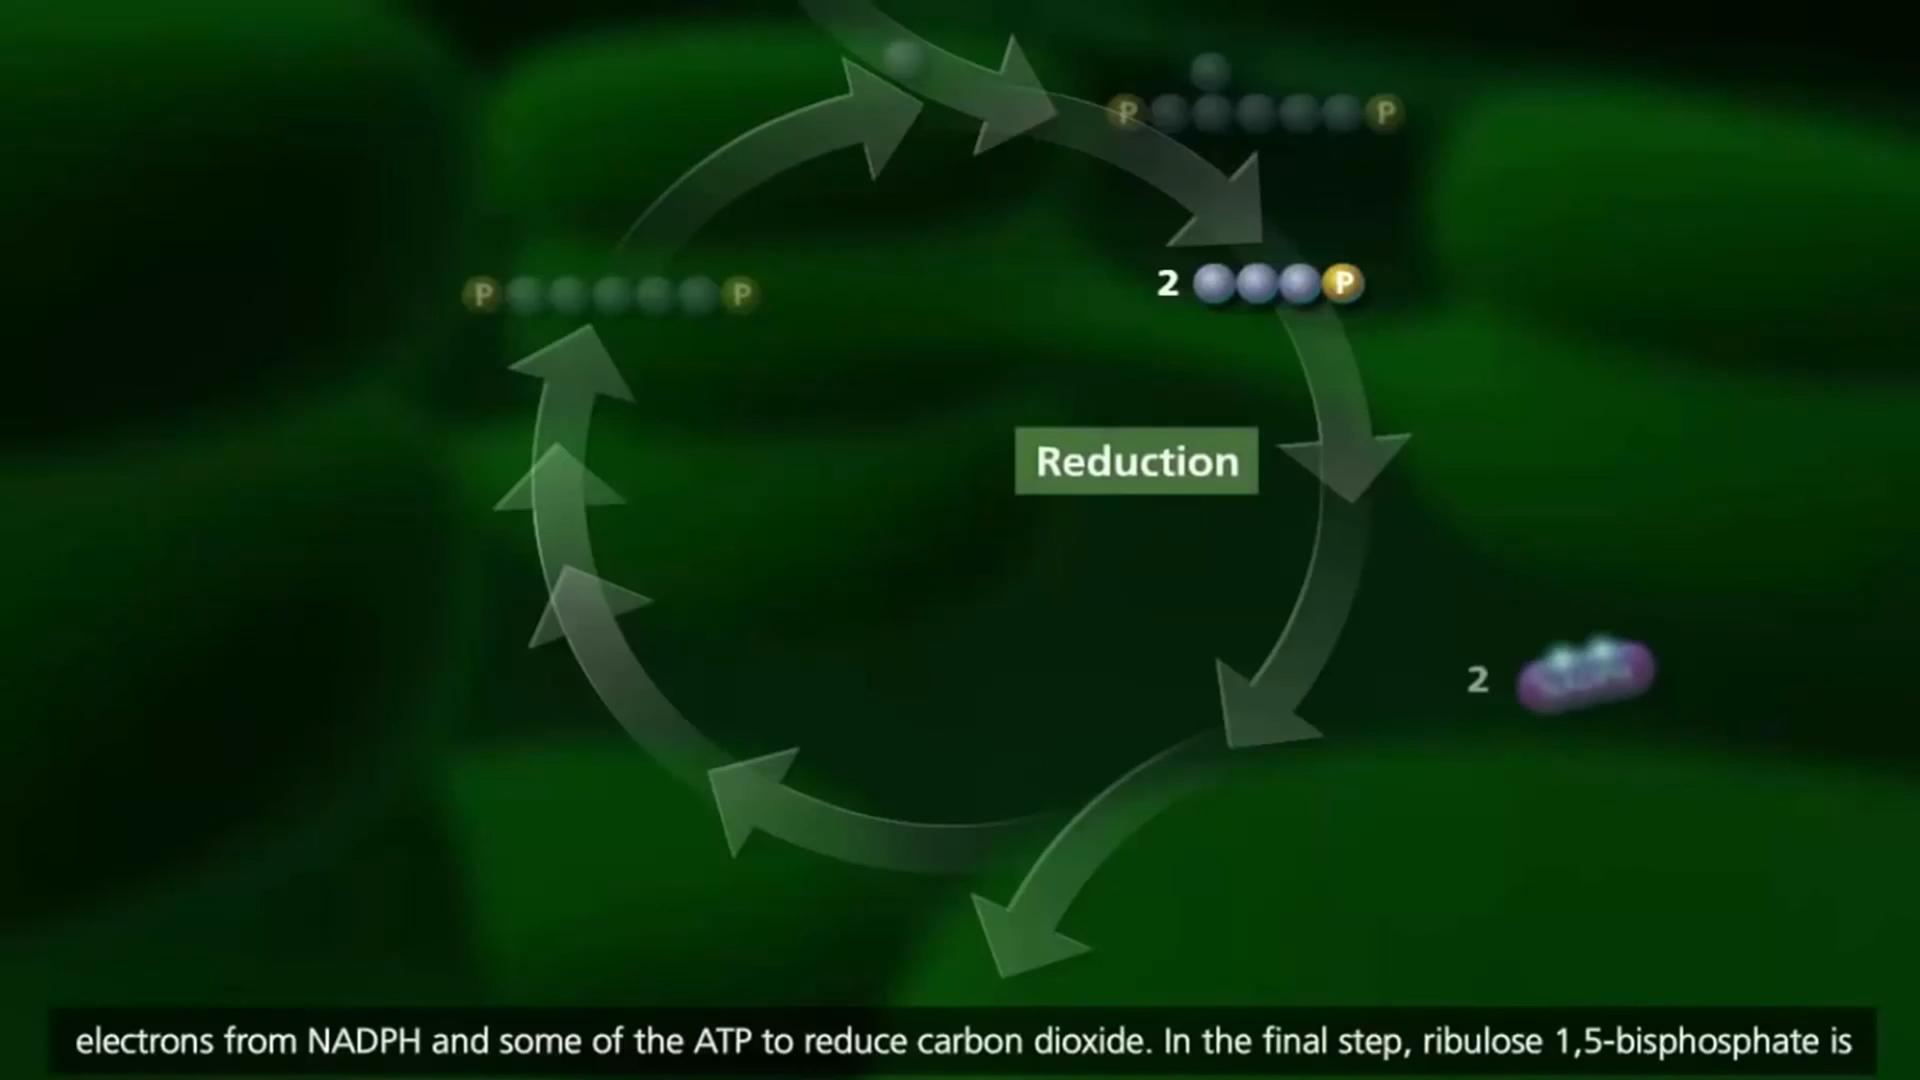 P P
2 P
P P
Reduction
2
electrons from NADPH and some of the ATP to reduce carbon dioxide. In the final step, ribulose 1,5-bisphosphate is